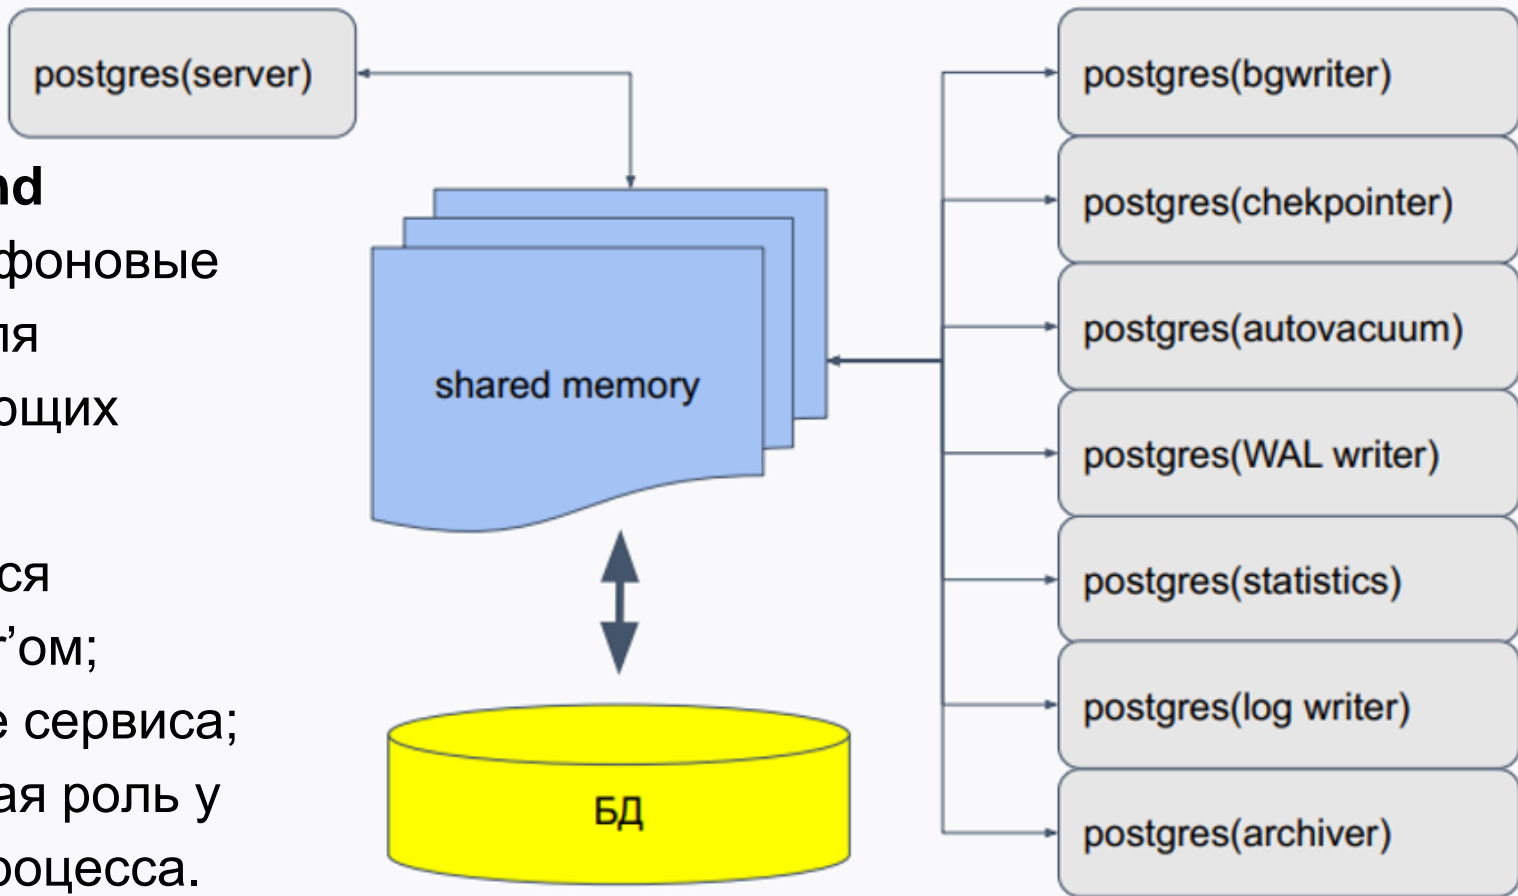 postgres(server)
nd
фоновые
ля
ющих
ся
r’ом;
е сервиса;
ая роль у
роцесса.
shared memory
БД
postgres(bgwriter)
postgres(chekpointer)
postgres(autovacuum)
postgres(WAL writer)
postgres(statistics)
postgres(log writer)
postgres(archiver)